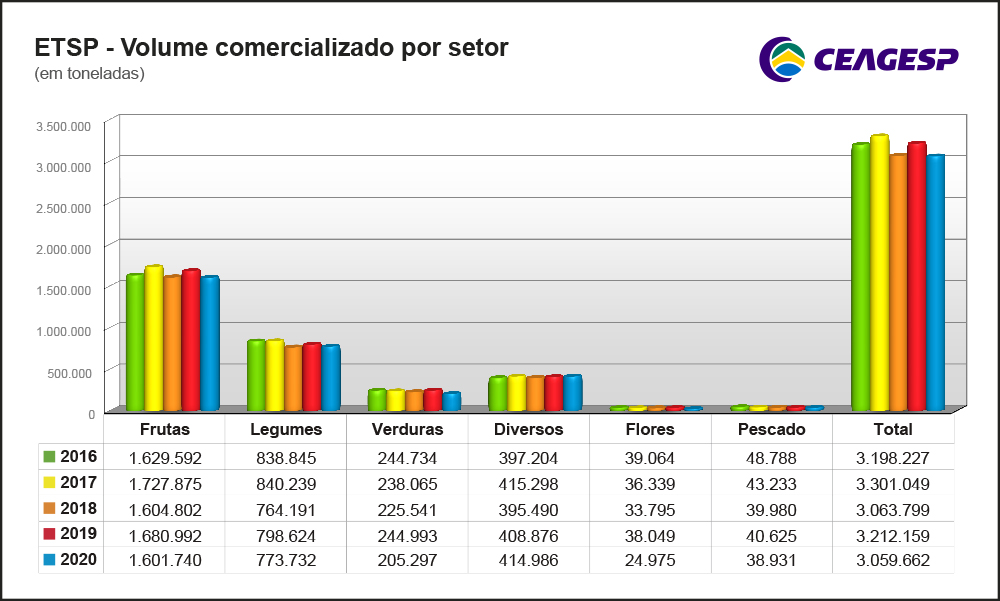 ETSP - Volume comercializado por setor
(em toneladas)
CEAGESP
3.500.000
3.000.000
2.500.000
2.000.000
1.500.000
1.000.000
500.000
0
Frutas Legumes Verduras Diversos Flores Pescado Total
2016 1.629.592 838.845 244.734 397.204 39.064 48.788 3.198.227
2017 1.727.875 840.239 238.065 415.298 36.339 43.233 3.301.049
2018 1.604.802 764.191 225.541 395.490 33.795 39.980 3.063.799
2019 1.680.992 798.624 244.993 408.876 38.049 40.625 3.212.159
2020 1.601.740 773.732 205.297 414.986 24.975 38.931 3.059.662